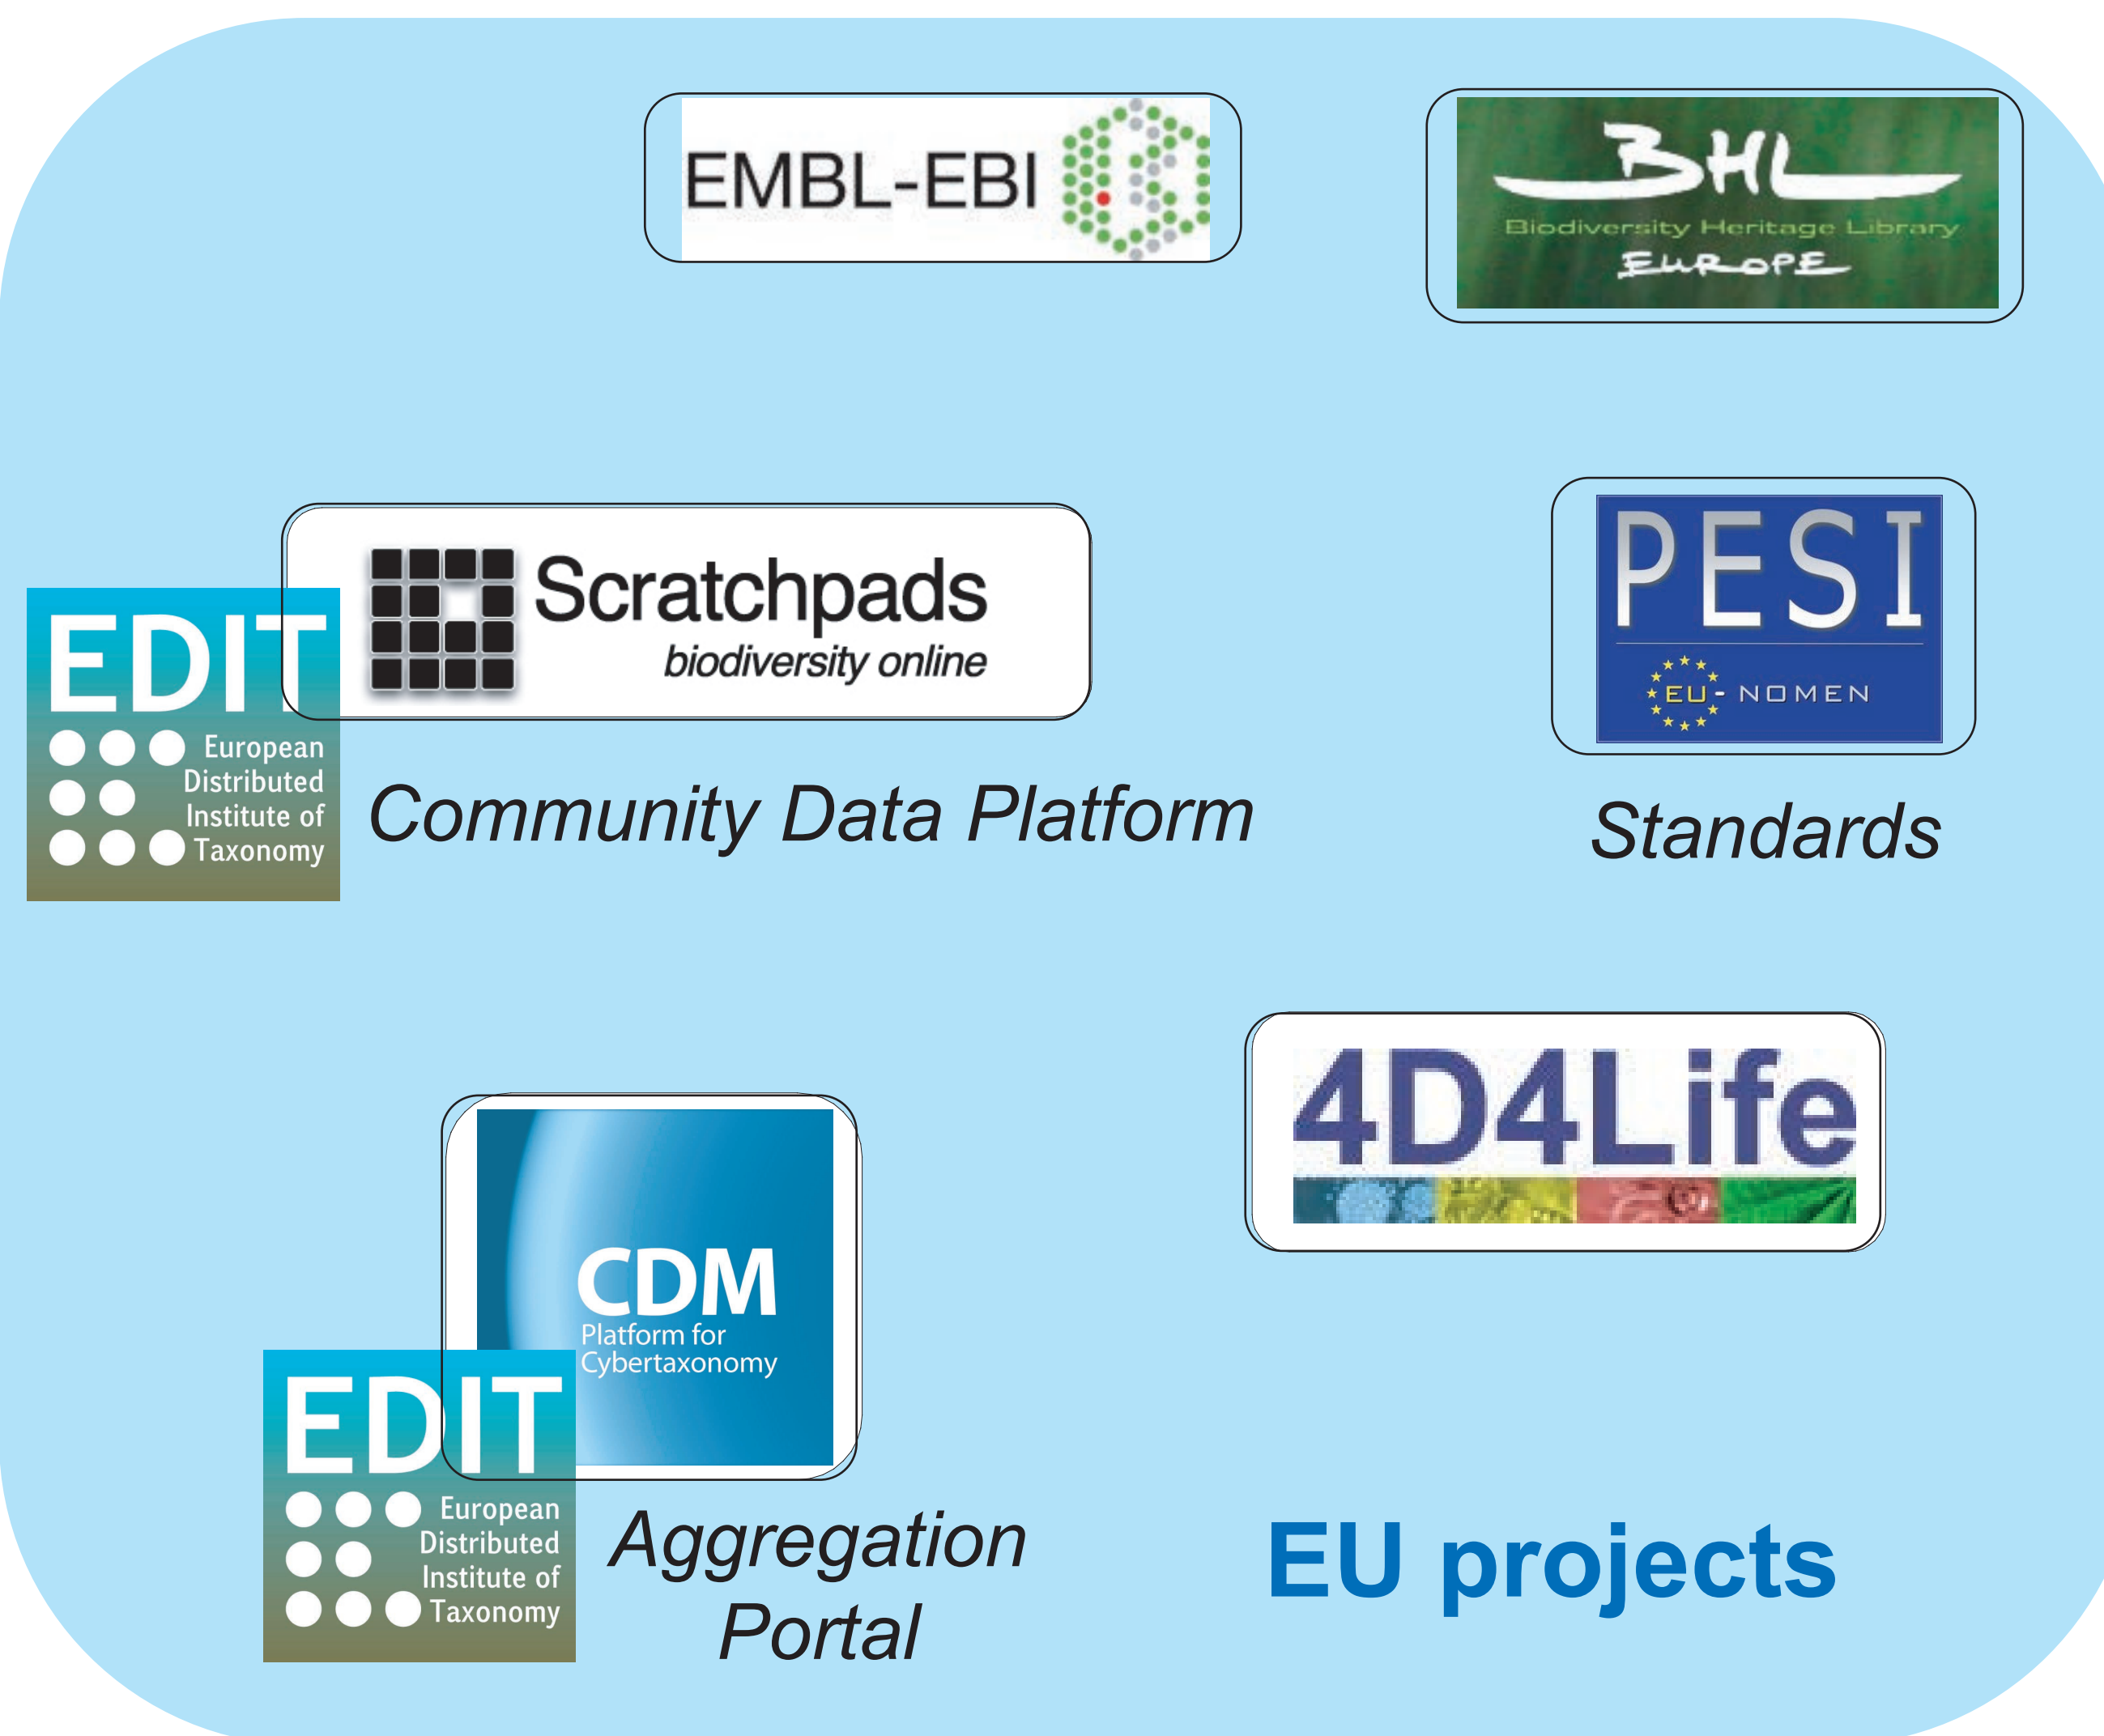 EMBL-EBI
BHL
Biodiversity Heritage Library
EUROPE
Scratchpads
biodiversity online
EDIT
European
Distributed
Institute of
Taxonomy
Community Data Platform
PESI
EU- NOMEN
Standards
4D4Life
CDM
Platform for
Cybertaxonomy
EDIT
European
Distributed
Institute of
Taxonomy
Aggregation
Portal
EU projects